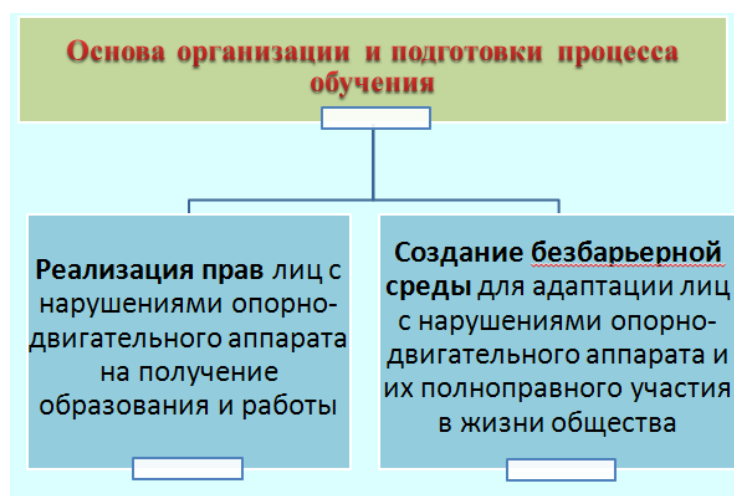 Основа организации и подготовки процесса
обучения
Реализация прав лиц с
нарушениями опорно-
двигательного аппарата
на получение
образования и работы
Создание безбарьерной
среды для адаптации лиц
с нарушениями опорно-
двигательного аппарата и
их полноправного участия
в жизни общества